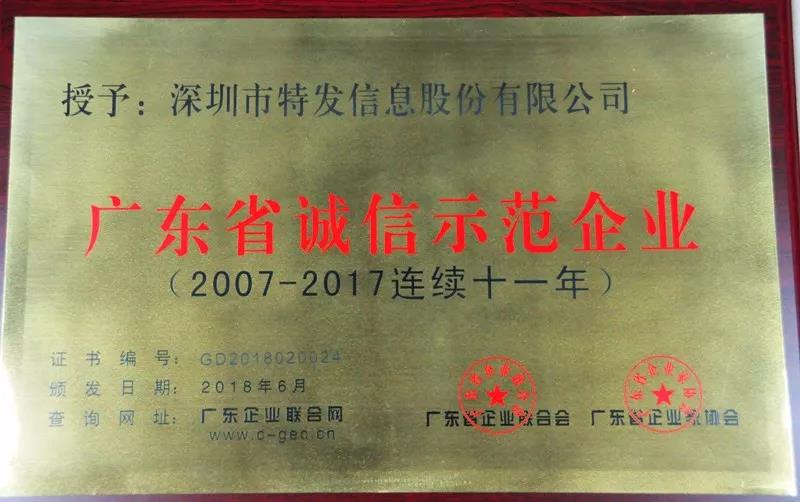 授予：深圳市特发信息股份有限公司
广东省诚信示范企业
（2007-2017连续十一年）
证书编号：GD2018020024
颁发日期：2018年6月
查询网址：广东企业联合网
www.c-gec.cn
广东省企业联合会 广东省企业家协会